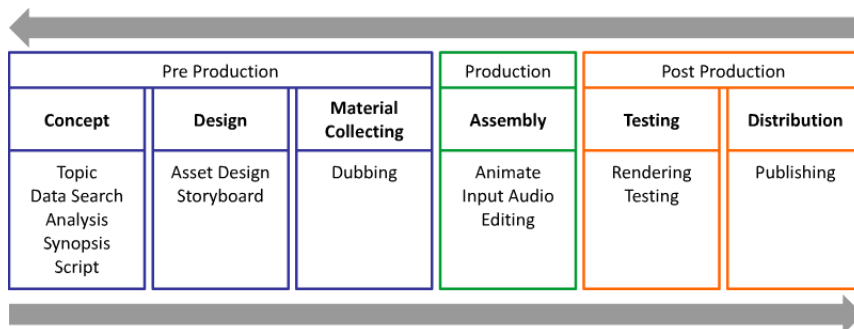 Pre Production
Production
Post Production
Concept
Design
Material
Collecting
Assembly
Testing
Distribution
Topic
Data Search
Analysis
Synopsis
Script
Asset Design
Storyboard
Dubbing
Animate
Input Audio
Editing
Rendering
Testing
Publishing